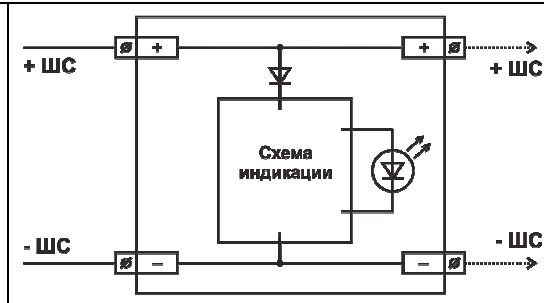 Ø + + Ø
+ ШС + ШС
Схема
индикации
- ШС - ШС
Ø – – Ø